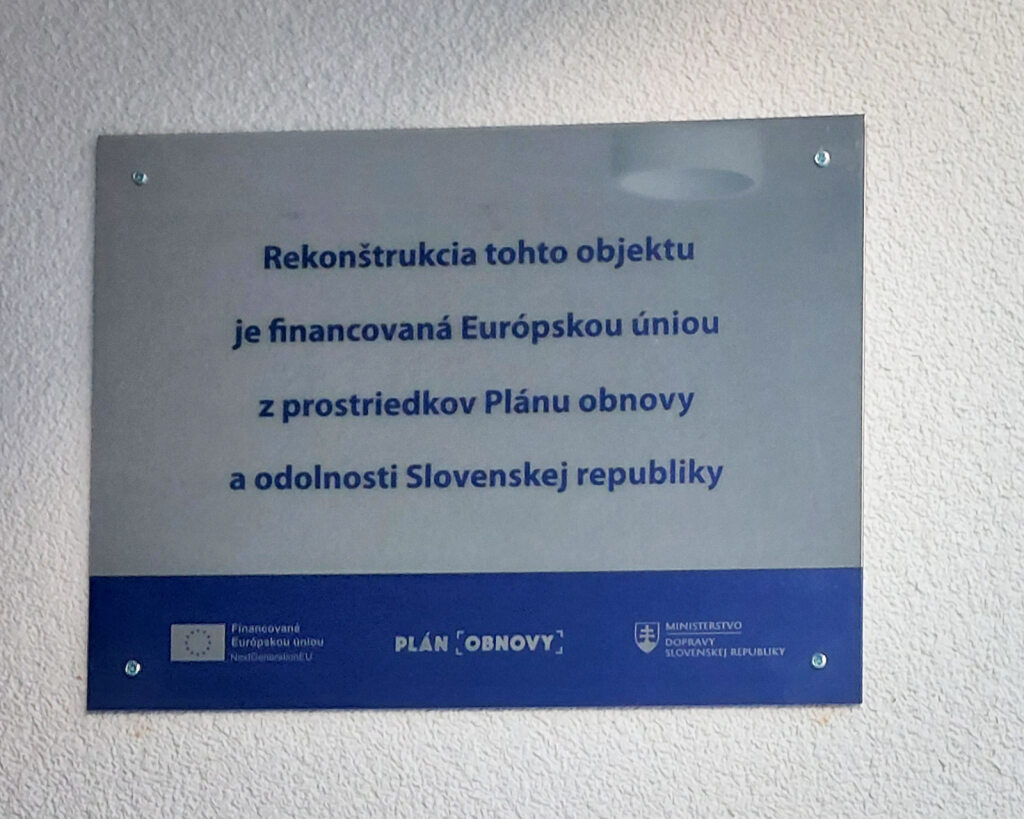 Rekonštrukcia tohto objektu
je financovaná Európskou úniou
z prostriedkov Plánu obnovy
a odolnosti Slovenskej republiky
Financované
Európskou úniou
NextGenerationEU
PLÁN [OBNOVY]
MINISTERSTVO
DOPRAVY
SLOVENSKEJ REPUBLIKY